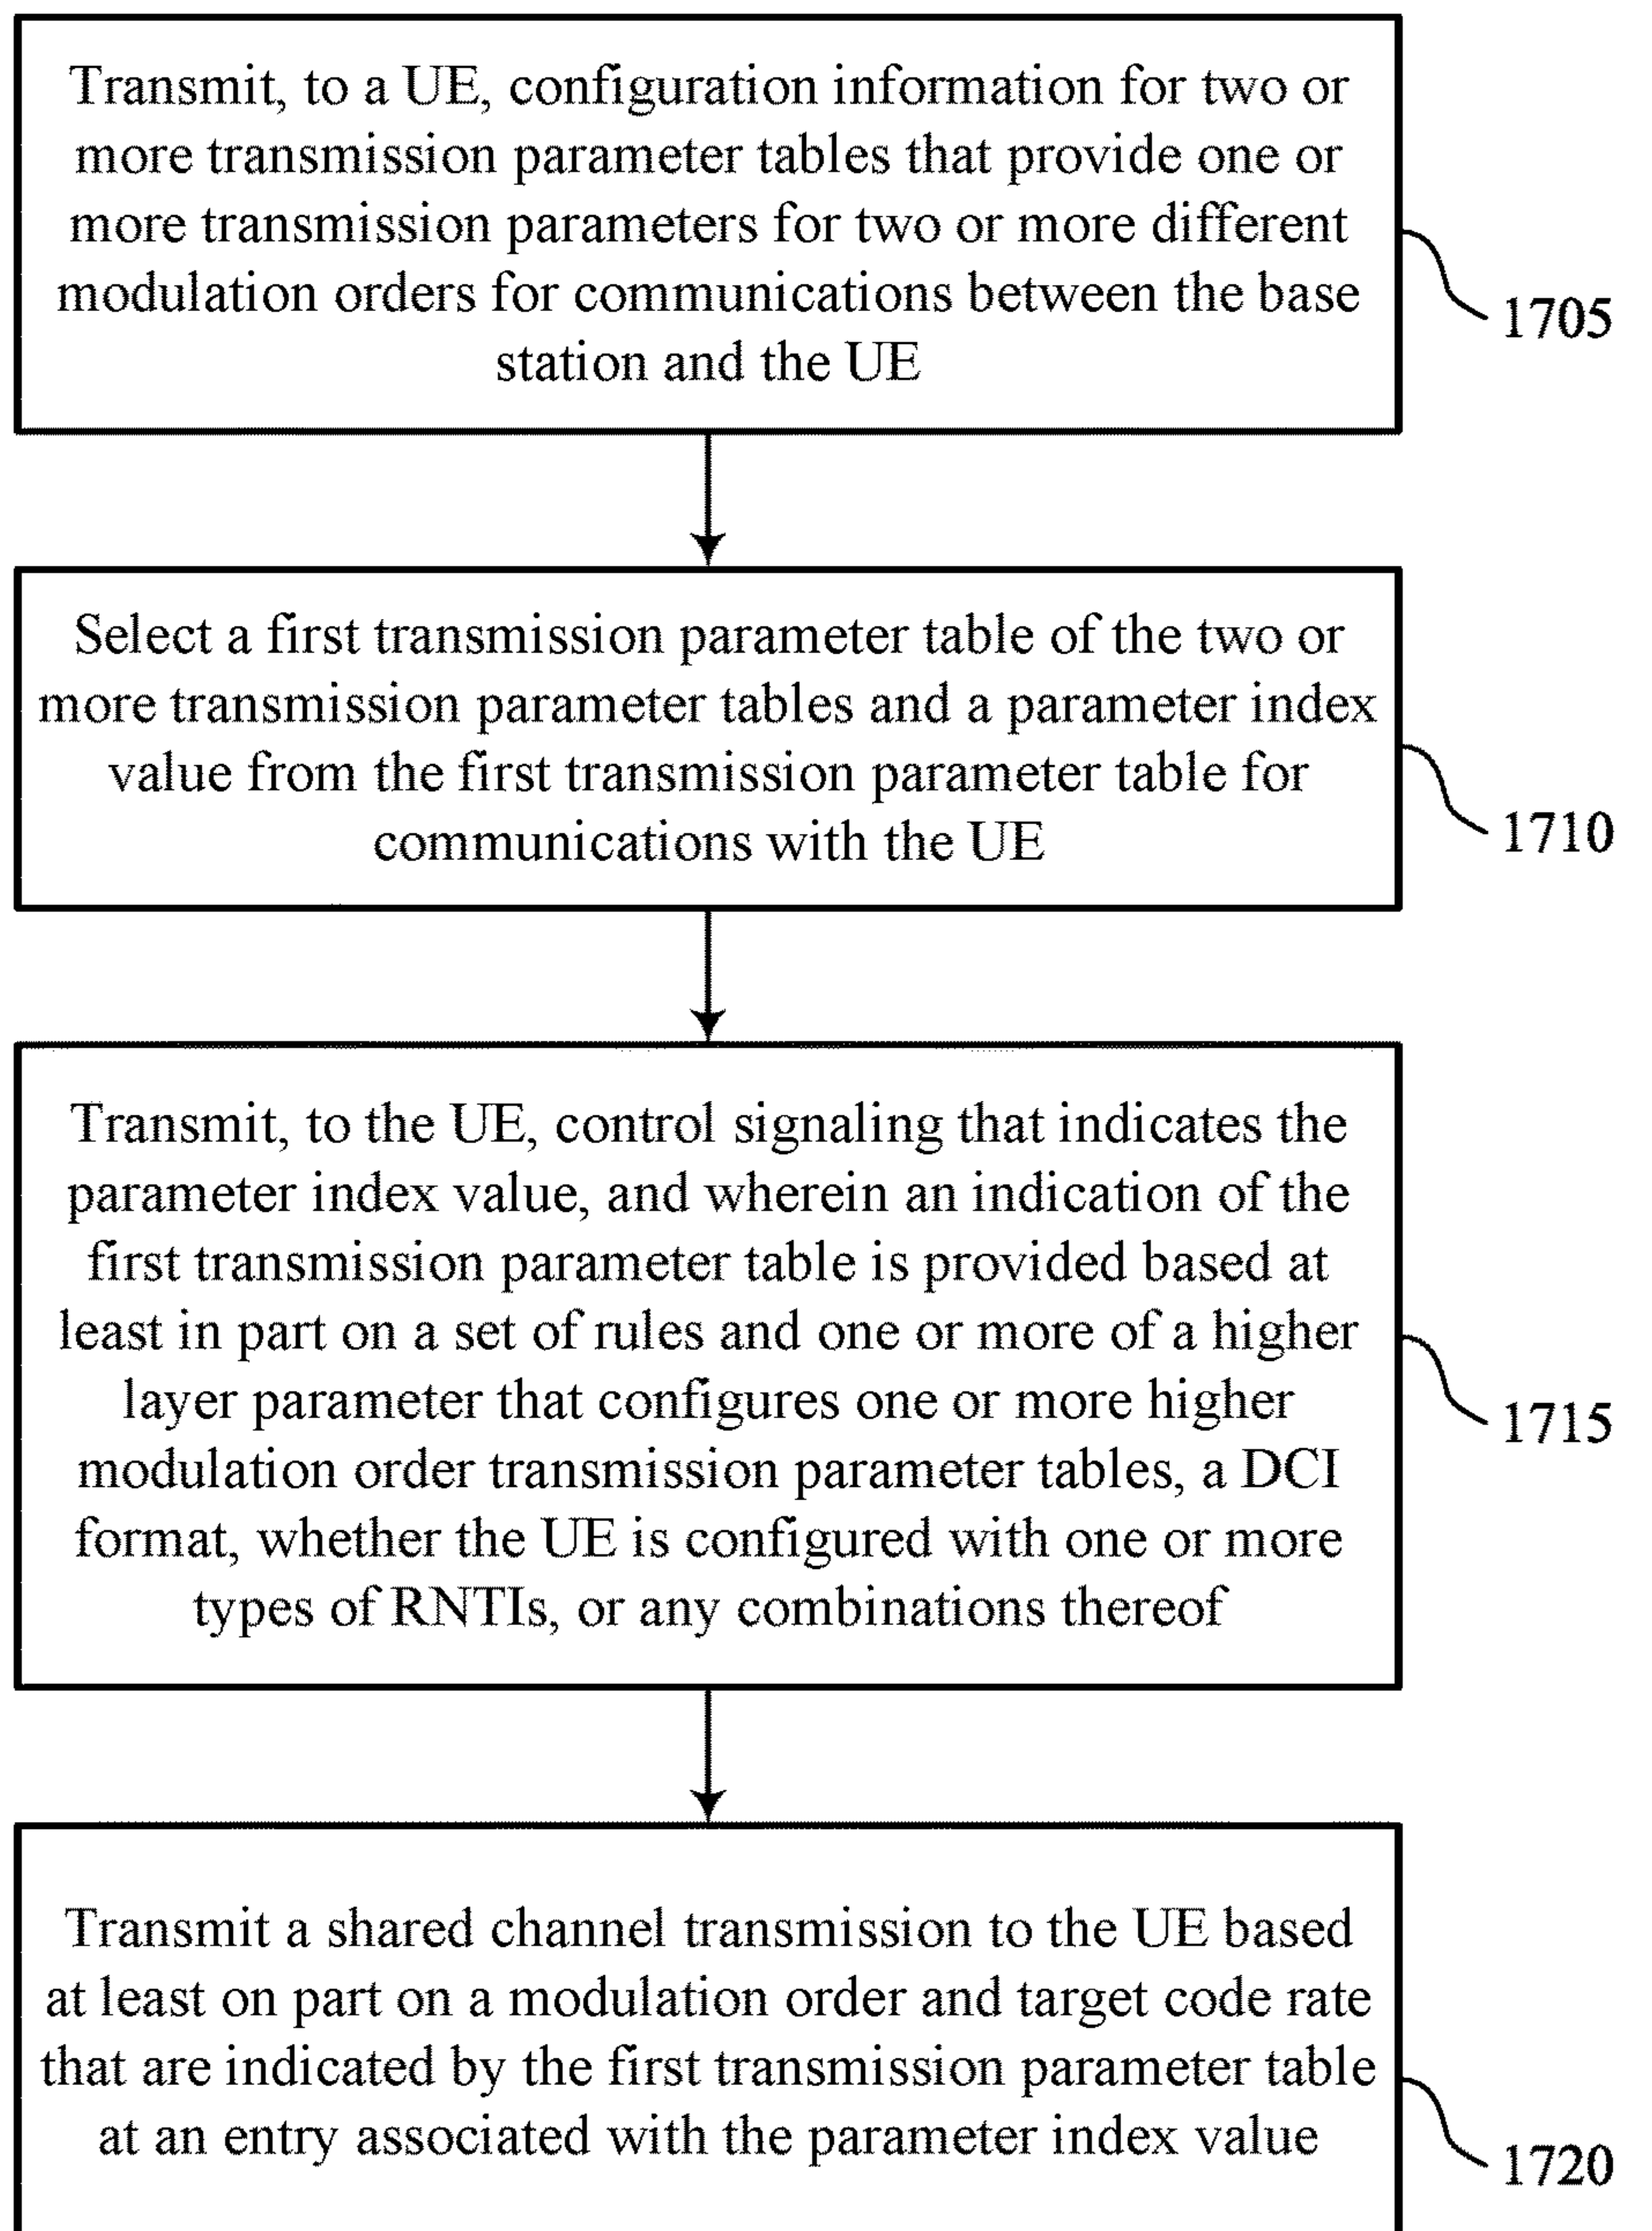 Transmit, to a UE, configuration information for two or
more transmission parameter tables that provide one or
more transmission parameters for two or more different
modulation orders for communications between the base
station and the UE
1705
Select a first transmission parameter table of the two or
more transmission parameter tables and a parameter index
value from the first transmission parameter table for
communications with the UE
1710
Transmit, to the UE, control signaling that indicates the
parameter index value, and wherein an indication of the
first transmission parameter table is provided based at
least in part on a set of rules and one or more of a higher
layer parameter that configures one or more higher
modulation order transmission parameter tables, a DCI
format, whether the UE is configured with one or more
types of RNTIs, or any combinations thereof
1715
Transmit a shared channel transmission to the UE based
at least on part on a modulation order and target code rate
that are indicated by the first transmission parameter table
at an entry associated with the parameter index value
1720